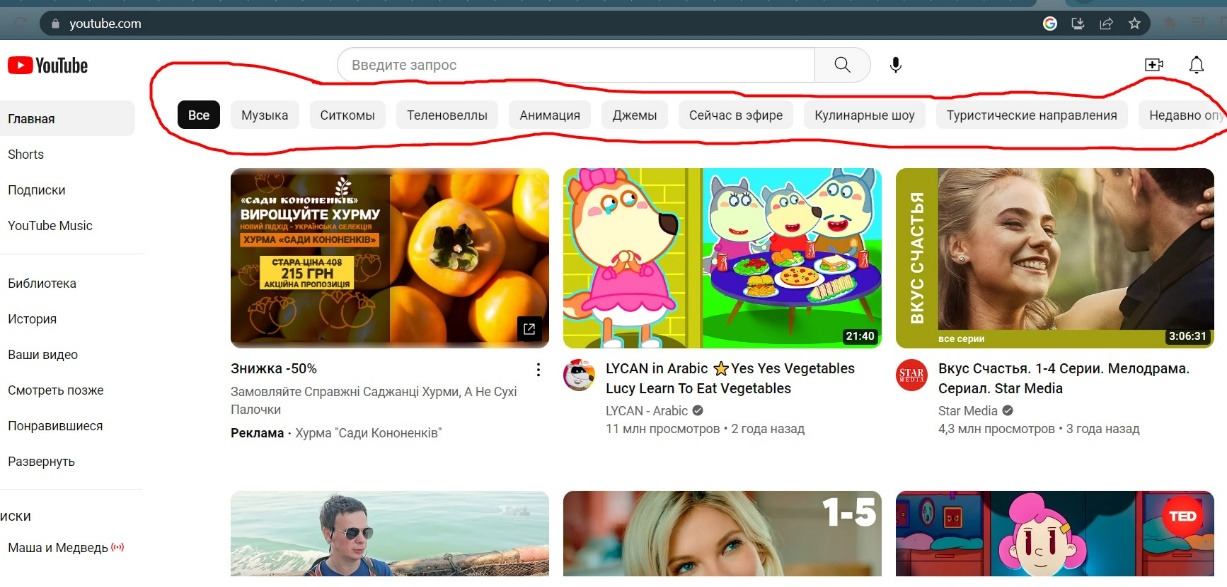 youtube.com
YouTube
Введите запрос
Все
Музыка
Ситкомы
Теленовеллы
Анимация
Джемы
Сейчас в эфире
Кулинарные шоу
Туристические направления
Недавно
Главная
Shorts
Подписки
YouTube Music
Библиотека
История
Ваши видео
Смотреть позже
Понравившиеся
Развернуть
иски
Маша и Медведь
«САДИ КОНОНЕНКІВ»
ВИРОЩУЙТЕ ХУРМУ
НОВИЙ ПІДХІД - УКРАЇНСЬКА СЕЛЕКЦІЯ
ХУРМА «САДИ КОНОНЕНКІВ»
СТАРА ЦІНА 408
215 ГРН
АКЦІЙНА ПРОПОЗИЦІЯ
Знижка -50%
Замовляйте Справжні Саджанці Хурми, А Не Сухі
Палочки
Реклама · Хурма "Сади Кононенків"
21:40
LYCAN in Arabic ⭐Yes Yes Vegetables
Lucy Learn To Eat Vegetables
LYCAN - Arabic
11 млн просмотров • 2 года назад
ВКУС СЧАСТЬЯ
все серии
3:06:31
STAR
MEDIA
Вкус Счастья. 1-4 Серии. Мелодрама.
Сериал. Star Media
Star Media
4,3 млн просмотров • 3 года назад
1-5
TED